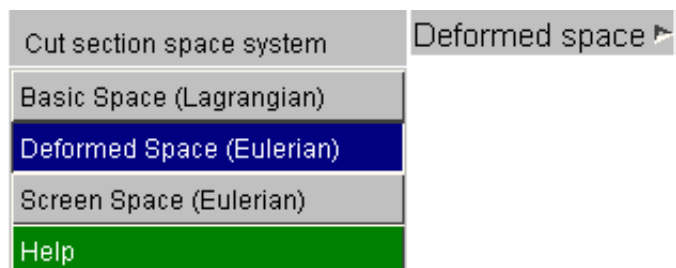 Cut section space system
Deformed space
Basic Space (Lagrangian)
Deformed Space (Eulerian)
Screen Space (Eulerian)
Help